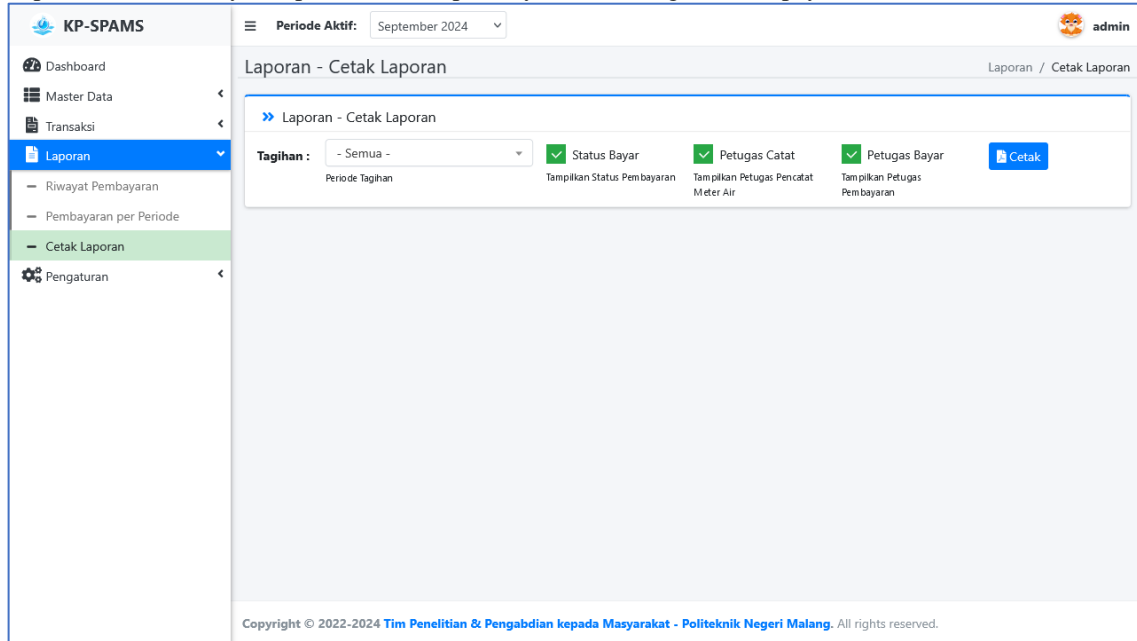 KP-SPAMS
Periode Aktif: September 2024
admin
Dashboard
Master Data
Transaksi
Laporan
Riwayat Pembayaran
Pembayaran per Periode
Cetak Laporan
Pengaturan
Laporan - Cetak Laporan
Laporan / Cetak Laporan
Laporan - Cetak Laporan
Tagihan : - Semua -
Periode Tagihan
Status Bayar
Tampilkan Status Pembayaran
Petugas Catat
Tampilkan Petugas Pencatat
Meter Air
Petugas Bayar
Tampilkan Petugas
Pembayaran
Cetak
Copyright © 2022-2024 Tim Penelitian & Pengabdian kepada Masyarakat - Politeknik Negeri Malang. All rights reserved.